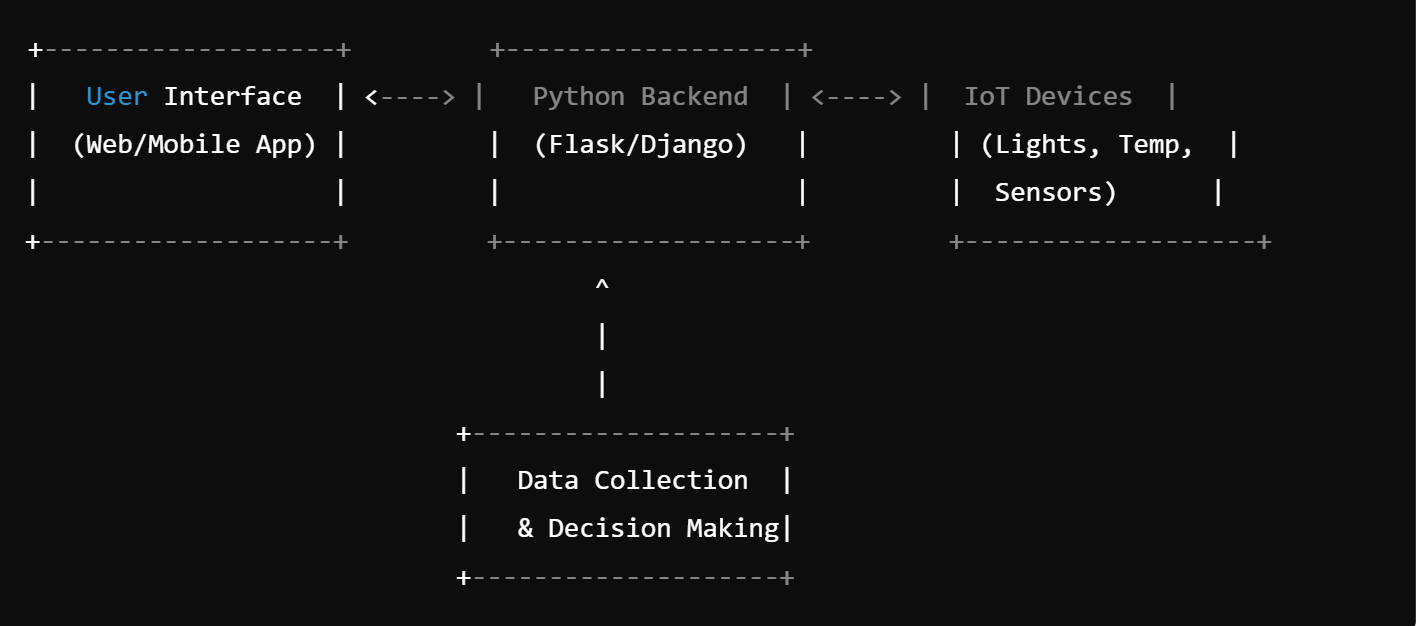 +-------------------+         +-------------------+
|   User Interface  | <----> |   Python Backend  | <----> |  IoT Devices  |
|  (Web/Mobile App) |         |  (Flask/Django)   |         | (Lights, Temp,  |
|                   |         |                   |         |  Sensors)      |
+-------------------+         +-------------------+         +-------------------+
^
|
|
+--------------------+
|   Data Collection  |
|   & Decision Making|
+--------------------+